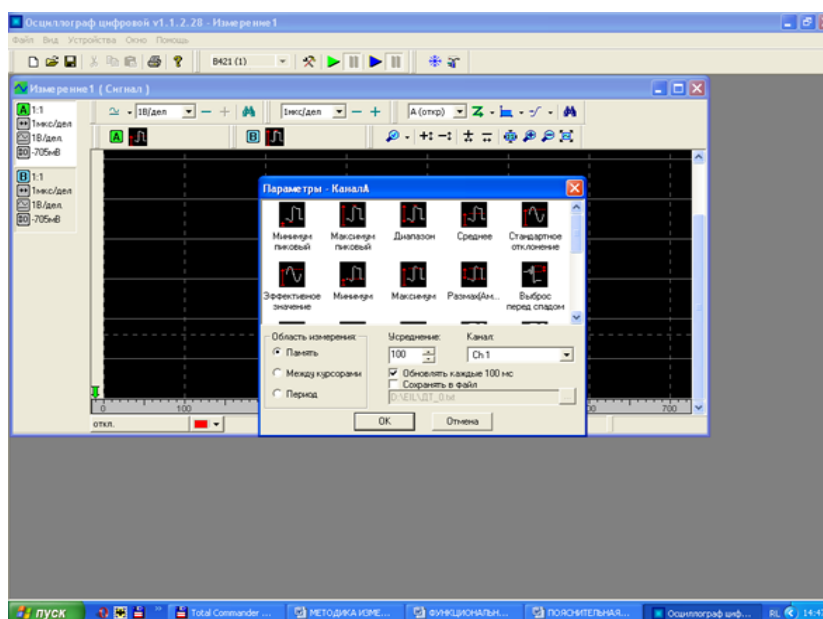 Осциллограф цифровой v1.1.2.28 - Измерение1
Файл Вид Устройства Окно Помощь
B421 (1)
Измерение1 ( Сигнал )
A 1:1
1мкс/дел
1В/дел.
-705мВ
B 1:1
1мкс/дел
1В/дел.
-705мВ
1В/дел
1мкс/дел
A (откр)
A
B
Параметры - КаналA
Минимум пиковый
Максимум пиковый
Диапазон
Среднее
Стандартное отклонение
Эффективное значение
Минимум
Максимум
Размах(Ам...
Выброс перед спадом
Область измерения:
Память
Между курсорами
Период
Усреднение:
100
Канал:
Ch 1
Обновлять каждые 100 мс
Сохранять в файл
D:\EIL\ДТ_0.txt
...
OK
Отмена
0
100
700
откл.
пуск
Total Commander ...
МЕТОДИКА ИЗМЕ...
ФУНКЦИОНАЛЬН...
ПОЯСНИТЕЛЬНАЯ...
Осциллограф циф...
RL